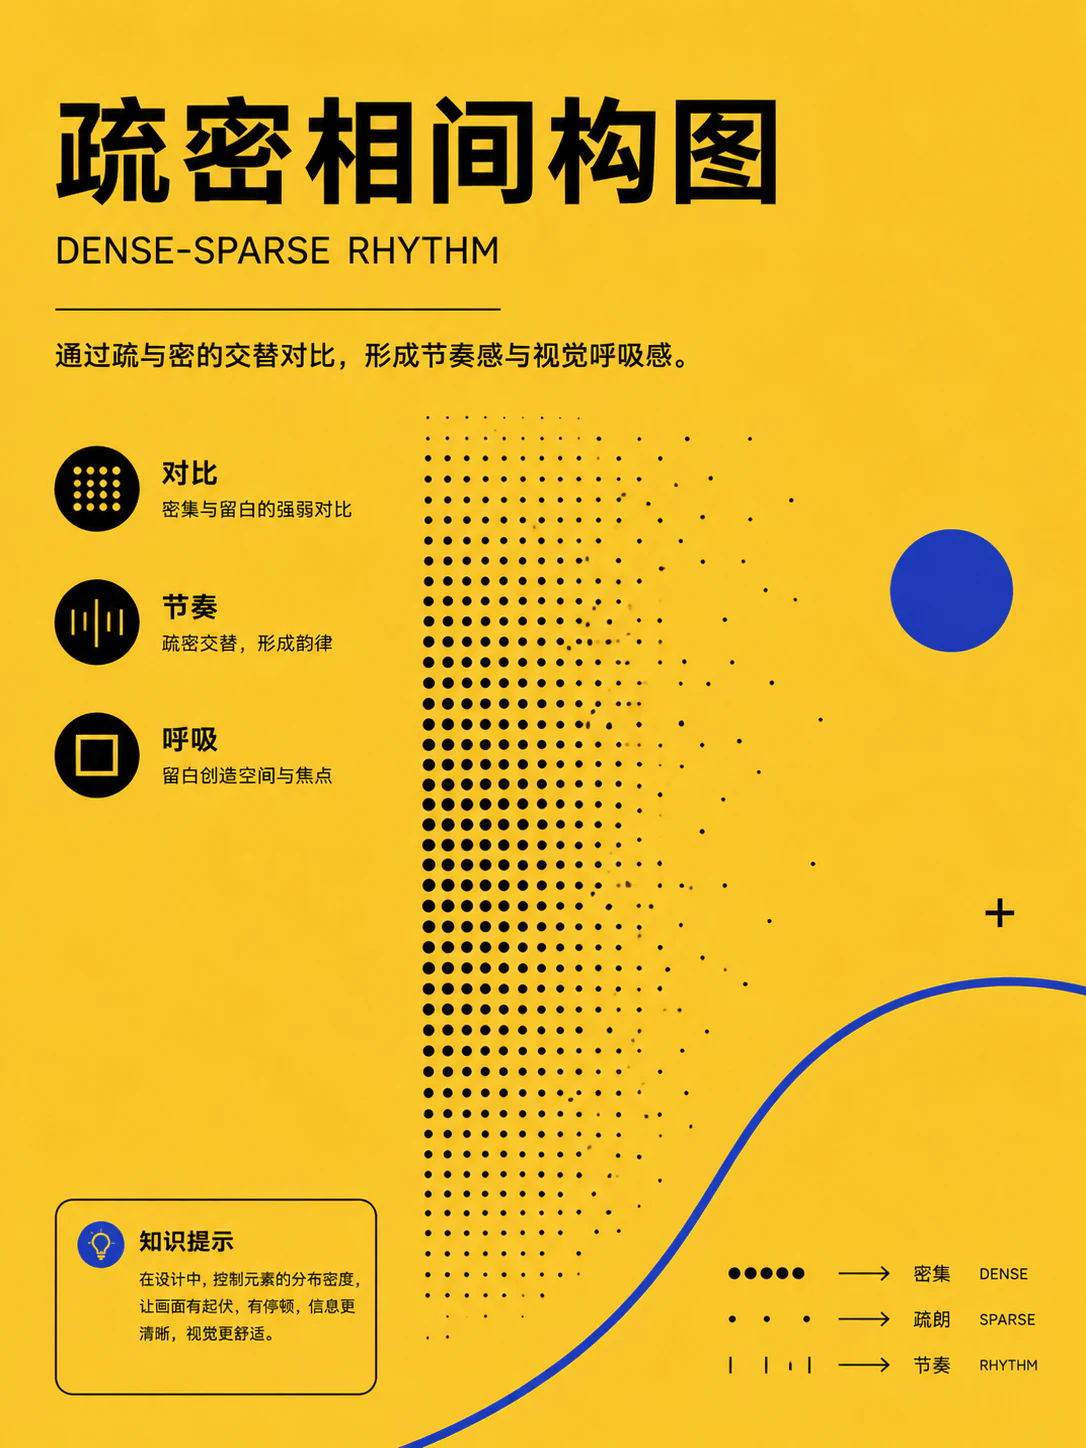 疏密相间构图
DENSE-SPARSE RHYTHM
通过疏与密的交替对比，形成节奏感与视觉呼吸感。
对比
密集与留白的强弱对比
节奏
疏密交替，形成韵律
呼吸
留白创造空间与焦点
知识提示
在设计中，控制元素的分布密度，
让画面有起伏，有停顿，信息更
清晰，视觉更舒适。
密集 DENSE
疏朗 SPARSE
节奏 RHYTHM